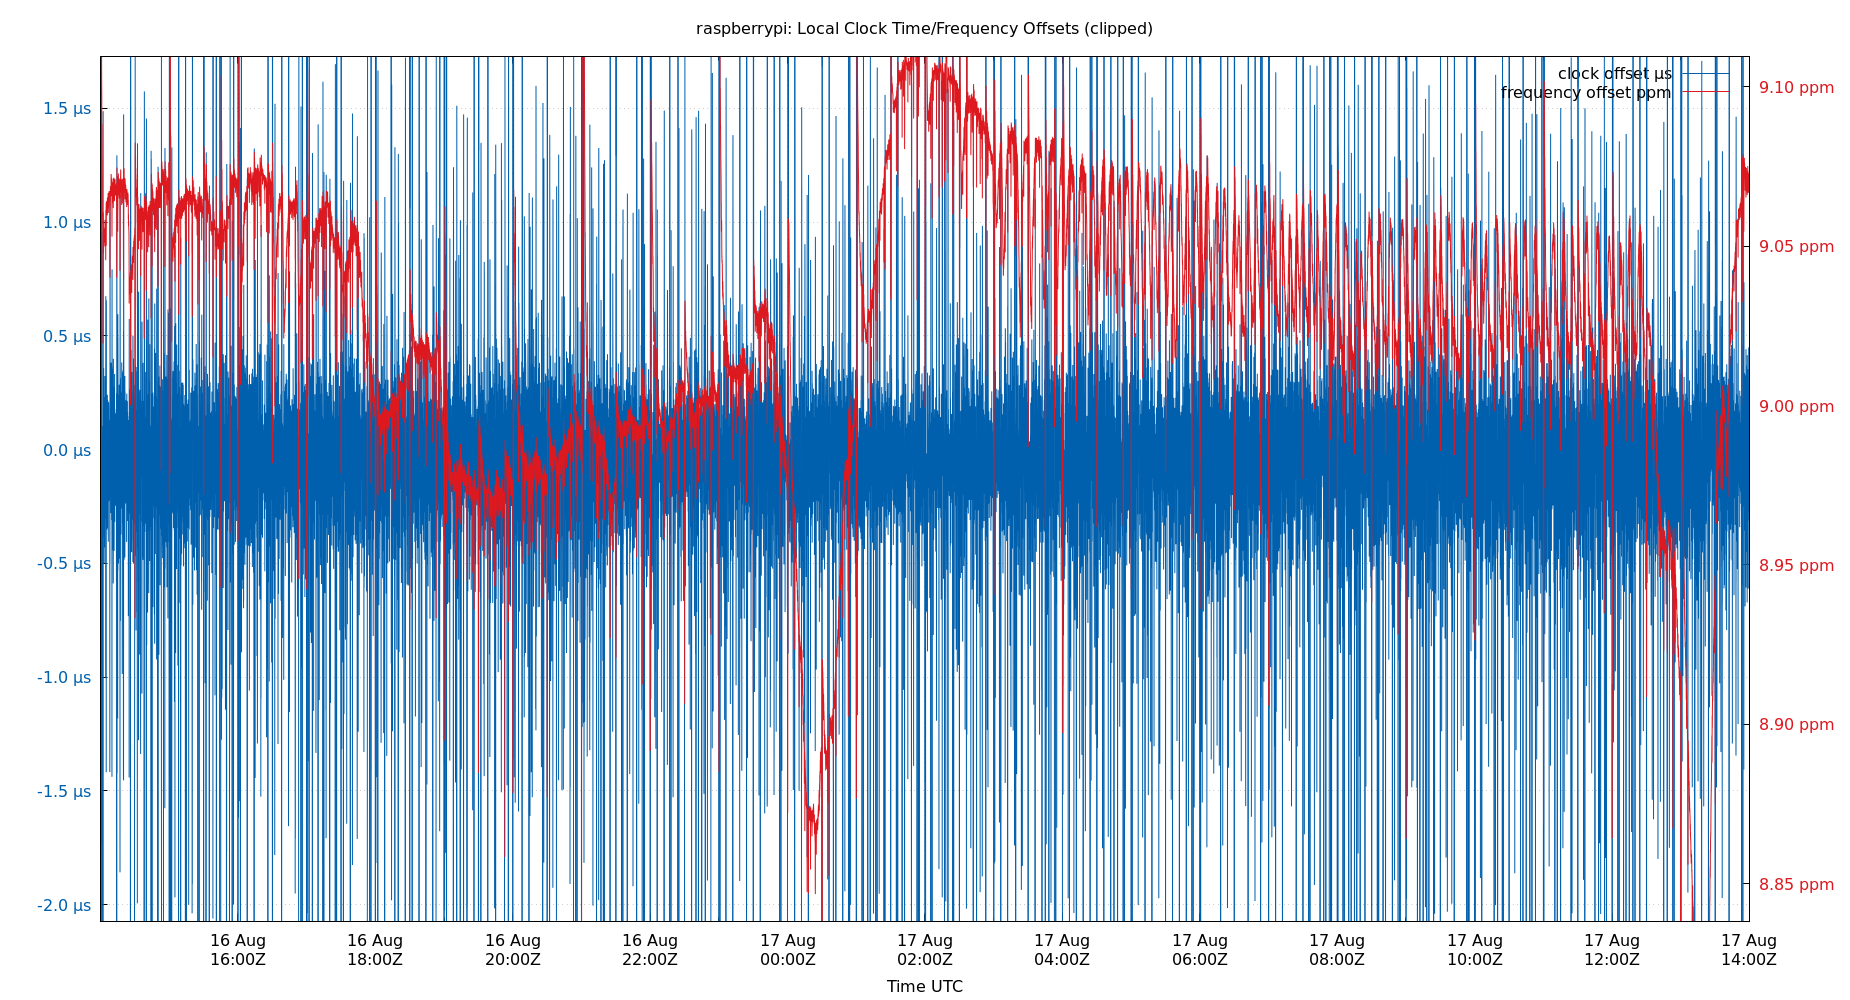 raspberrypi: Local Clock Time/Frequency Offsets (clipped)
clock offset µs
frequency offset ppm
1.5 µs
1.0 µs
0.5 µs
0.0 µs
-0.5 µs
-1.0 µs
-1.5 µs
-2.0 µs
9.10 ppm
9.05 ppm
9.00 ppm
8.95 ppm
8.90 ppm
8.85 ppm
16 Aug 16 Aug 16 Aug 16 Aug 17 Aug 17 Aug 17 Aug 17 Aug 17 Aug 17 Aug 17 Aug 17 Aug
16:00Z 18:00Z 20:00Z 22:00Z 00:00Z 02:00Z 04:00Z 06:00Z 08:00Z 10:00Z 12:00Z 14:00Z
Time UTC